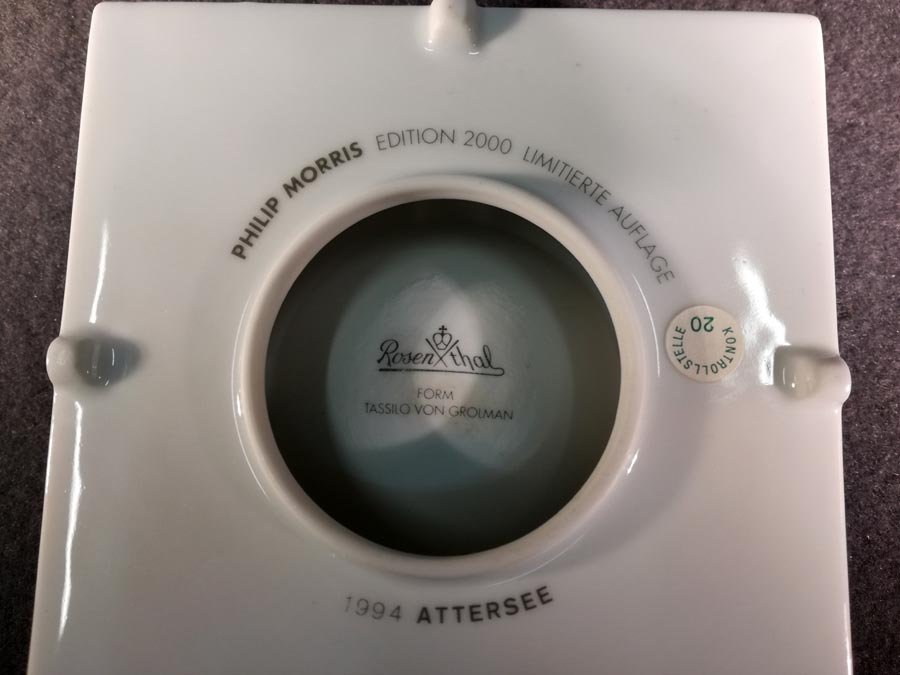 PHILIP MORRIS EDITION 2000 LIMITIERTE AUFLAGE
Rosenthal
FORM
TASSILO VON GROLMAN
KONTROLLSTELLE
20
1994 ATTERSEE